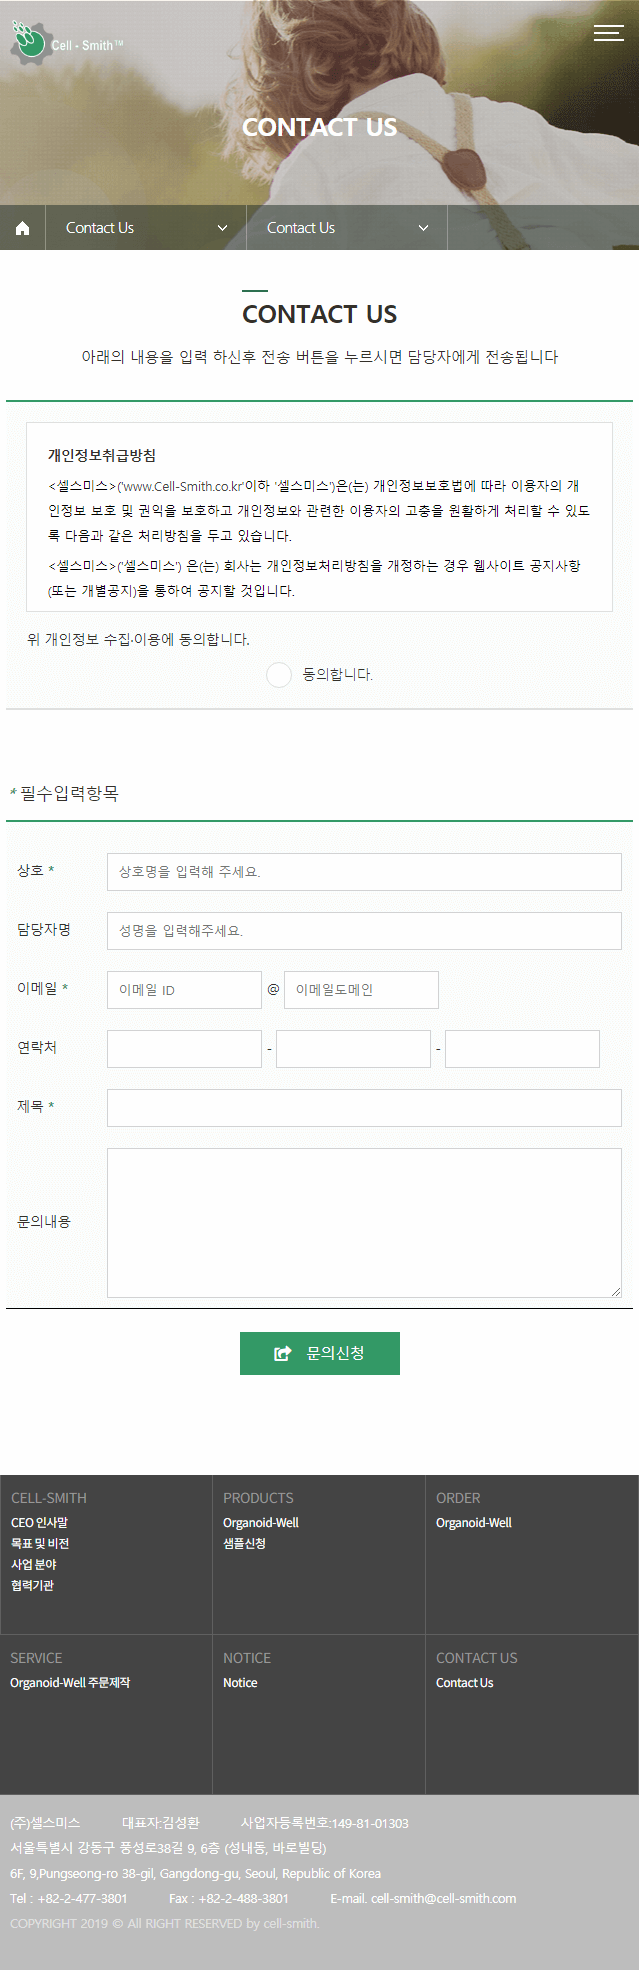 Cell - Smith™
CONTACT US
Contact Us
Contact Us
CONTACT US
아래의 내용을 입력 하신후 전송 버튼을 누르시면 담당자에게 전송됩니다
개인정보취급방침
<셀스미스>('www.Cell-Smith.co.kr'이하 '셀스미스')은(는) 개인정보보호법에 따라 이용자의 개
인정보 보호 및 권익을 보호하고 개인정보와 관련한 이용자의 고충을 원활하게 처리할 수 있도
록 다음과 같은 처리방침을 두고 있습니다.
<셀스미스>('셀스미스') 은(는) 회사는 개인정보처리방침을 개정하는 경우 웹사이트 공지사항
(또는 개별공지)을 통하여 공지할 것입니다.
위 개인정보 수집·이용에 동의합니다.
동의합니다.
* 필수입력항목
상호 *
상호명을 입력해 주세요.
담당자명
성명을 입력해주세요.
이메일 *
이메일 ID
@
이메일도메인
연락처
-
-
제목 *
문의내용
문의신청
CELL-SMITH
CEO 인사말
목표 및 비전
사업 분야
협력기관
PRODUCTS
Organoid-Well
샘플신청
ORDER
Organoid-Well
SERVICE
Organoid-Well 주문제작
NOTICE
Notice
CONTACT US
Contact Us
(주)셀스미스 대표자:김성환 사업자등록번호:149-81-01303
서울특별시 강동구 풍성로38길 9, 6층 (성내동, 바로빌딩)
6F, 9,Pungseong-ro 38-gil, Gangdong-gu, Seoul, Republic of Korea
Tel : +82-2-477-3801 Fax : +82-2-488-3801 E-mail. cell-smith@cell-smith.com
COPYRIGHT 2019 © All RIGHT RESERVED by cell-smith.